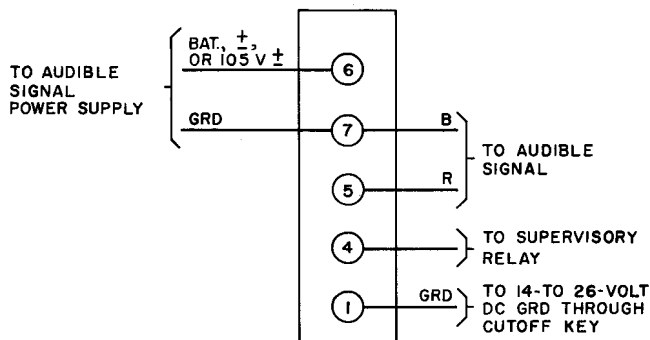 TO AUDIBLE
SIGNAL
POWER SUPPLY
BAT., ±,
OR 105 V ±
6
GRD
7
B
5
R
TO AUDIBLE
SIGNAL
4
TO SUPERVISORY
RELAY
1
GRD
TO 14-TO 26-VOLT
DC GRD THROUGH
CUTOFF KEY